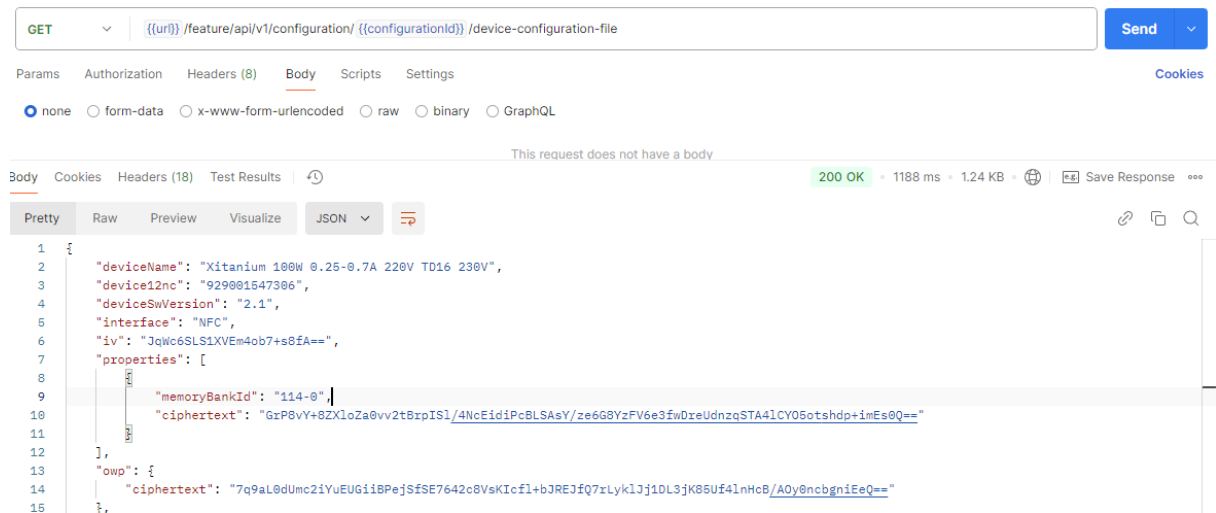 GET {{url}} /feature/api/v1/configuration/ {{configurationId}} /device-configuration-file Send
Params Authorization Headers (8) Body Scripts Settings Cookies
none form-data x-www-form-urlencoded raw binary GraphQL
This request does not have a body
Body Cookies Headers (18) Test Results 200 OK 1188 ms 1.24 KB e.g. Save Response
Pretty Raw Preview Visualize JSON
1 {
2 "deviceName": "Xitanium 100W 0.25-0.7A 220V TD16 230V",
3 "device12nc": "929001547306",
4 "deviceSwVersion": "2.1",
5 "interface": "NFC",
6 "iv": "JqWc6SLS1XVEm4ob7+s8fA==",
7 "properties": [
8 {
9 "memoryBankId": "114-0",
10 "ciphertext": "GrP8vY+8ZXloZa0vv2tBrpISl/4NcEidiPcBLSAsY/ze6G8YzFV6e3fwDreUdnzqSTA4lCYO5otshdp+imEs0Q=="
11 }
12 ],
13 "owp": {
14 "ciphertext": "7q9aL0dUmc2iYuEUGiiBPejSfSE7642c8VsKIcfl+bJREJfQ7rLyklJj1DL3jK85Uf4lnHcB/AOy0ncbgniEeQ=="
15 },